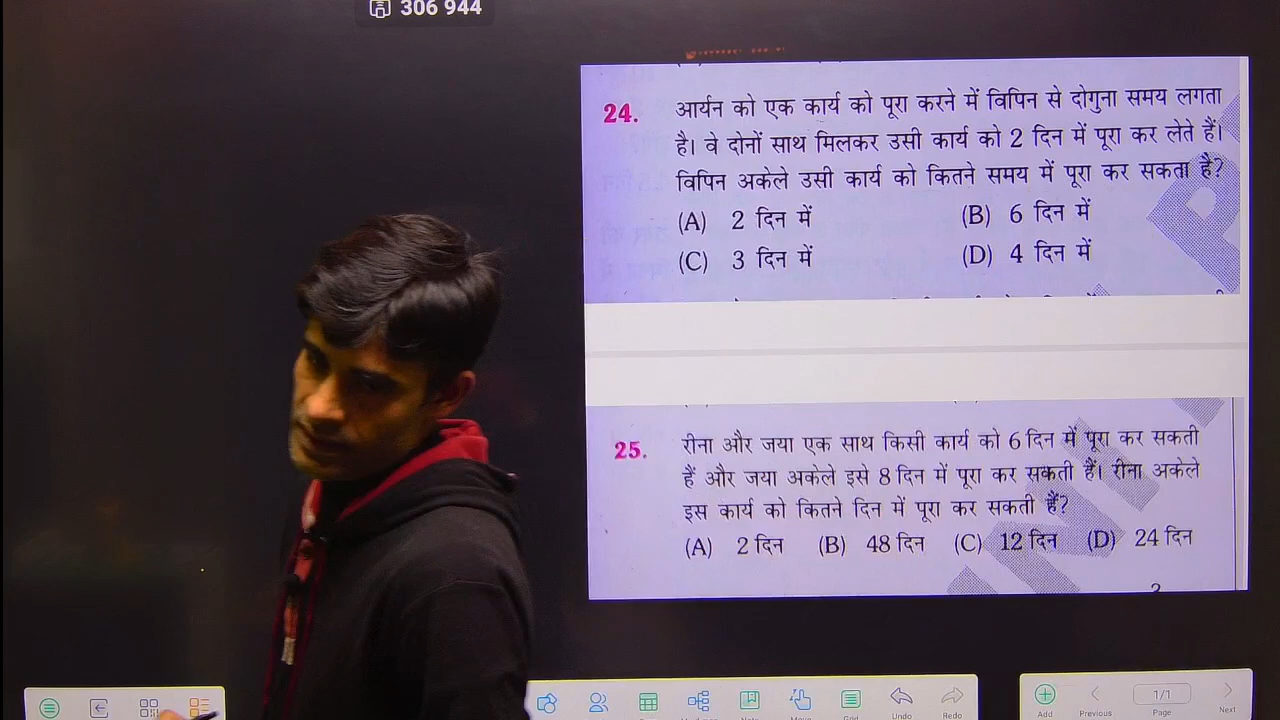 306 944
24. आर्यन को एक कार्य को पूरा करने में विपिन से दोगुना समय लगता
है। वे दोनों साथ मिलकर उसी कार्य को 2 दिन में पूरा कर लेते हैं।
विपिन अकेले उसी कार्य को कितने समय में पूरा कर सकता है?
(A) 2 दिन में (B) 6 दिन में
(C) 3 दिन में (D) 4 दिन में
25. रीना और जया एक साथ किसी कार्य को 6 दिन में पूरा कर सकती
हैं और जया अकेले इसे 8 दिन में पूरा कर सकती हैं। रीना अकेले
इस कार्य को कितने दिन में पूरा कर सकती हैं?
(A) 2 दिन (B) 48 दिन (C) 12 दिन (D) 24 दिन
1/1
Undo Redo Add Previous Page Next